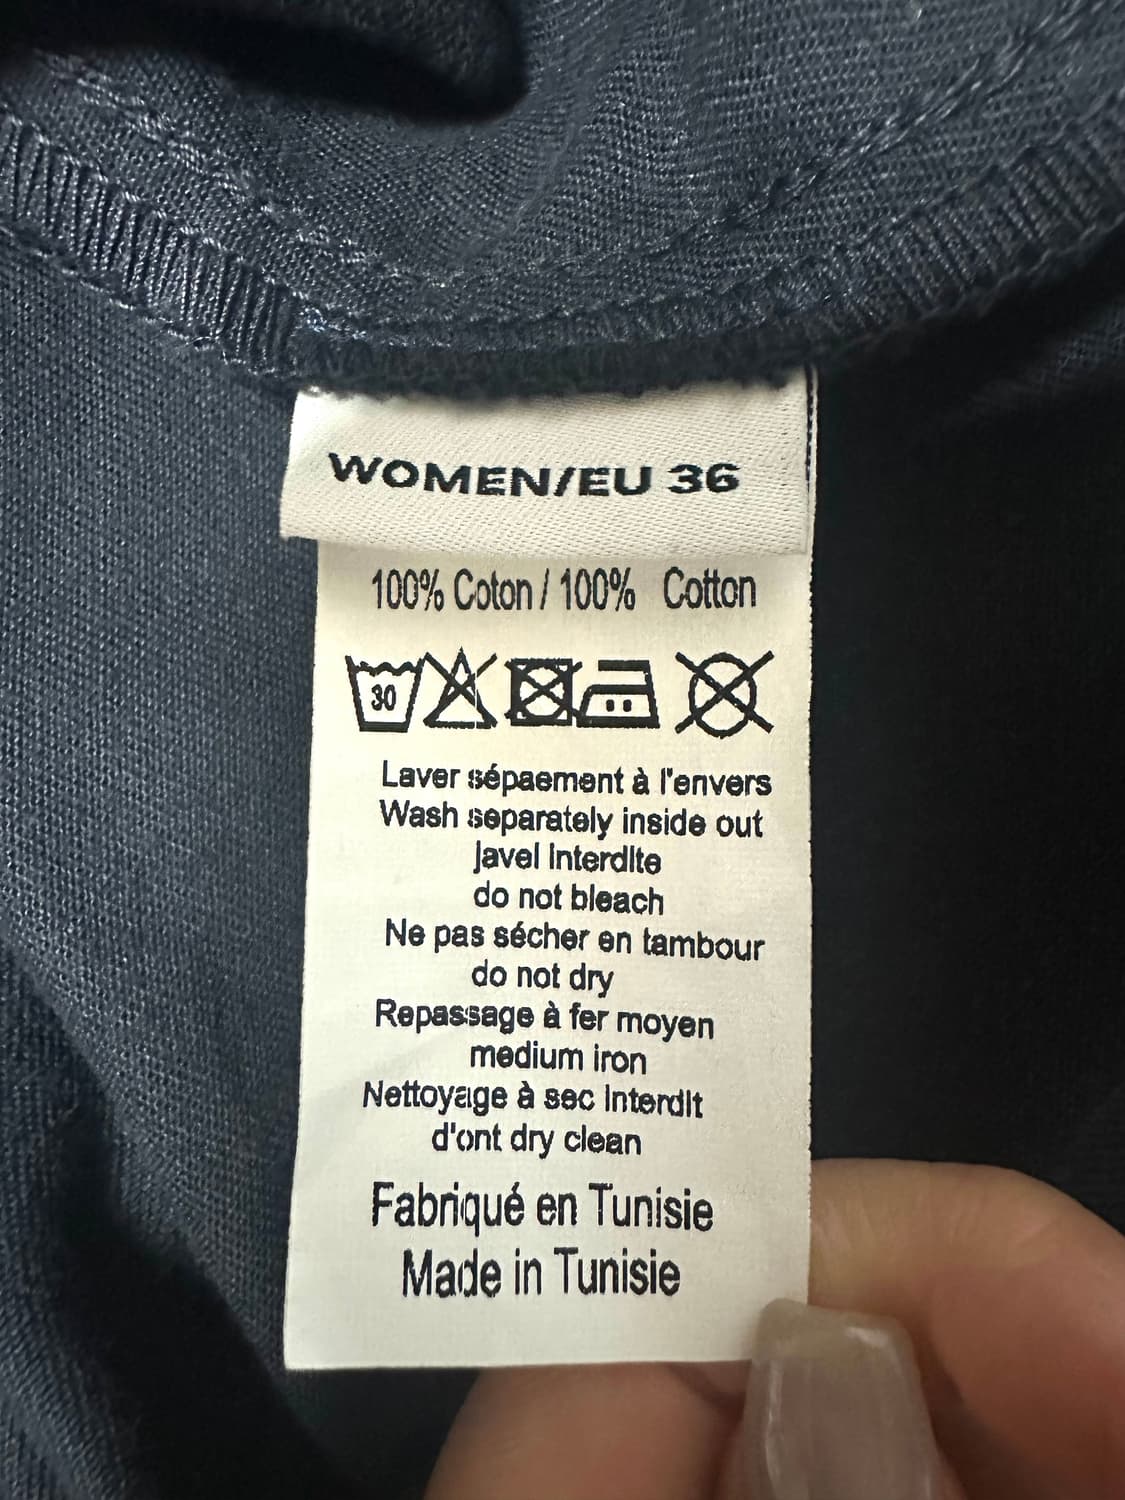 WOMEN/EU 36
100% Coton / 100% Cotton
30
Laver sépaement à l'envers
Wash separately inside out
Javel interdite
do not bleach
Ne pas sécher en tambour
do not dry
Repassage à fer moyen
medium iron
Nettoyage à sec interdit
d'ont dry clean
Fabriqué en Tunisie
Made in Tunisie